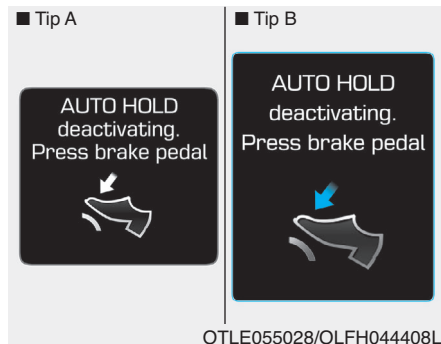 ■ Tip A
AUTO HOLD
deactivating.
Press brake pedal
■ Tip B
AUTO HOLD
deactivating.
Press brake pedal
OTLE055028/OLFH044408L